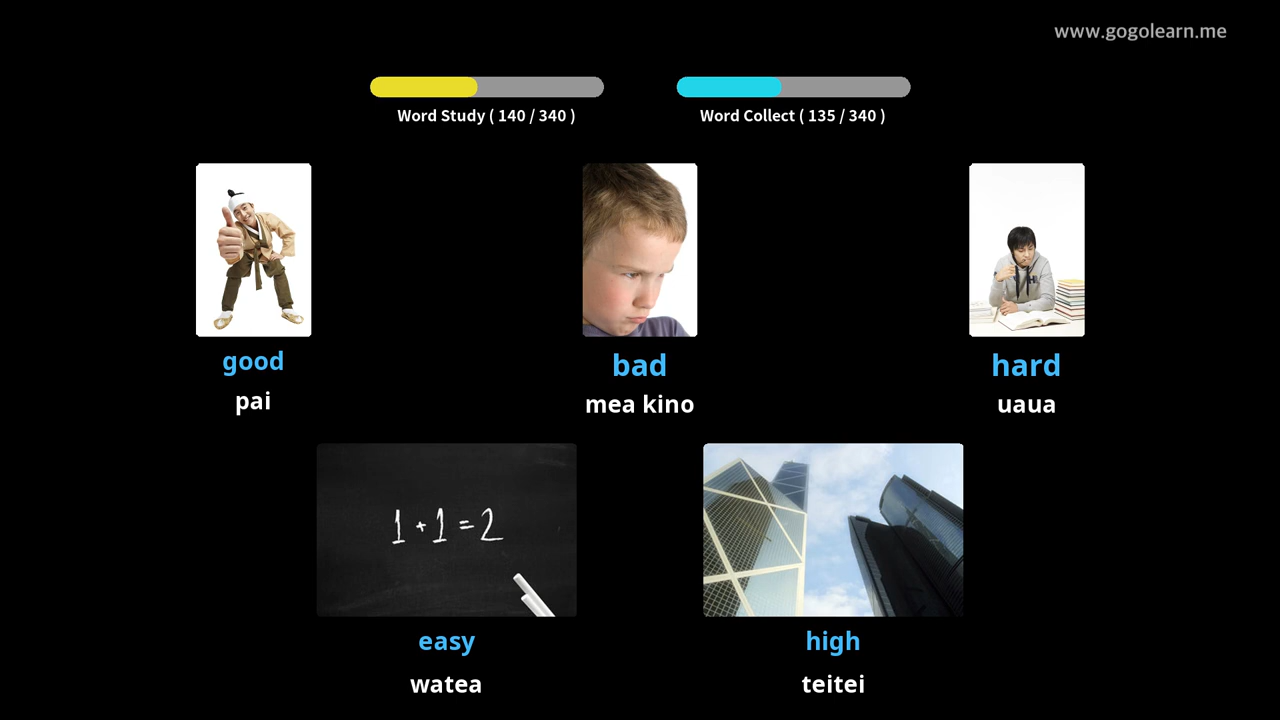 www.gogolearn.me
Word Study ( 140 / 340 )
Word Collect ( 135 / 340 )
good
pai
bad
mea kino
hard
uaua
1 + 1 = 2
easy
watea
high
teitei